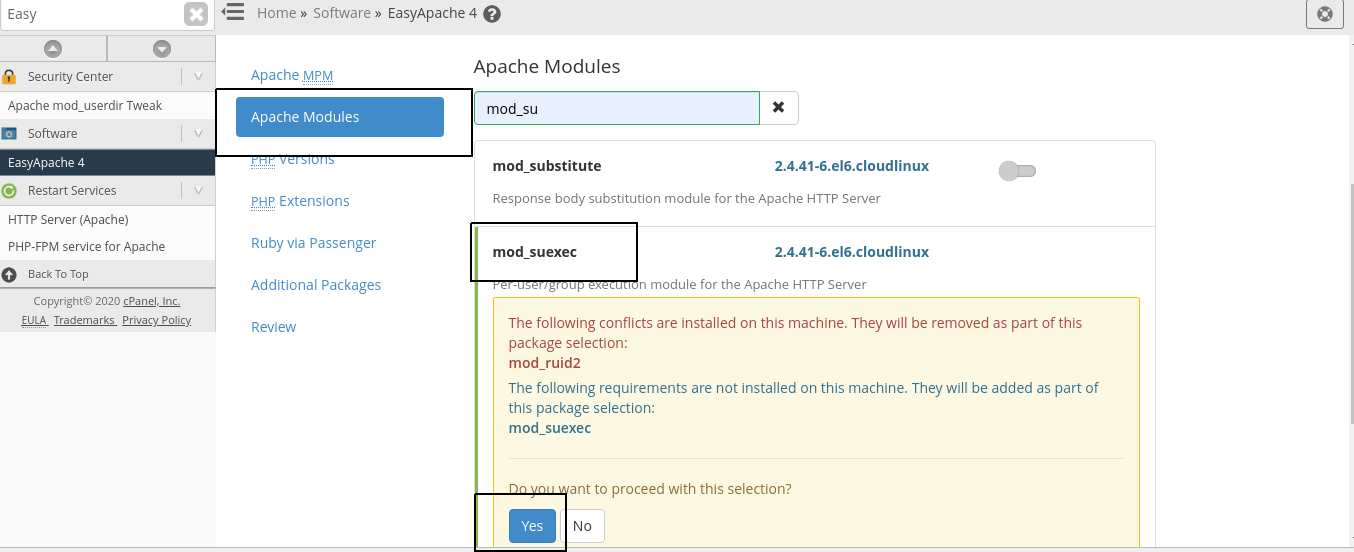 Easy
Home » Software » EasyApache 4
Security Center
Apache mod_userdir Tweak
Software
EasyApache 4
Restart Services
HTTP Server (Apache)
PHP-FPM service for Apache
Back To Top
Copyright© 2020 cPanel, Inc.
EULA Trademarks Privacy Policy
Apache MPM
Apache Modules
PHP Versions
PHP Extensions
Ruby via Passenger
Additional Packages
Review
Apache Modules
mod_su
mod_substitute 2.4.41-6.el6.cloudlinux
Response body substitution module for the Apache HTTP Server
mod_suexec 2.4.41-6.el6.cloudlinux
Per-user/group execution module for the Apache HTTP Server
The following conflicts are installed on this machine. They will be removed as part of this
package selection:
mod_ruid2
The following requirements are not installed on this machine. They will be added as part of
this package selection:
mod_suexec
Do you want to proceed with this selection?
Yes No